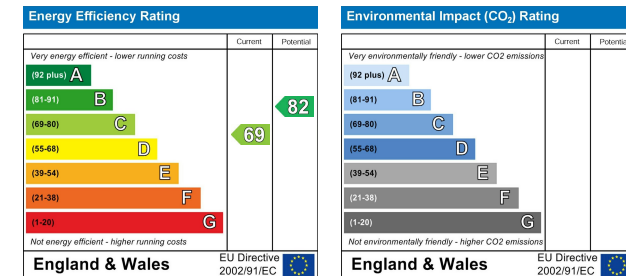 Energy Efficiency Rating
Current Potential
Very energy efficient - lower running costs
(92 plus) A
(81-91) B
(69-80) C
(55-68) D
(39-54) E
(21-38) F
(1-20) G
82
69
Not energy efficient - higher running costs
England & Wales
EU Directive
2002/91/EC
Environmental Impact (CO₂) Rating
Current Potential
Very environmentally friendly - lower CO2 emissions
(92 plus) A
(81-91) B
(69-80) C
(55-68) D
(39-54) E
(21-38) F
(1-20) G
Not environmentally friendly - higher CO2 emissions
England & Wales
EU Directive
2002/91/EC